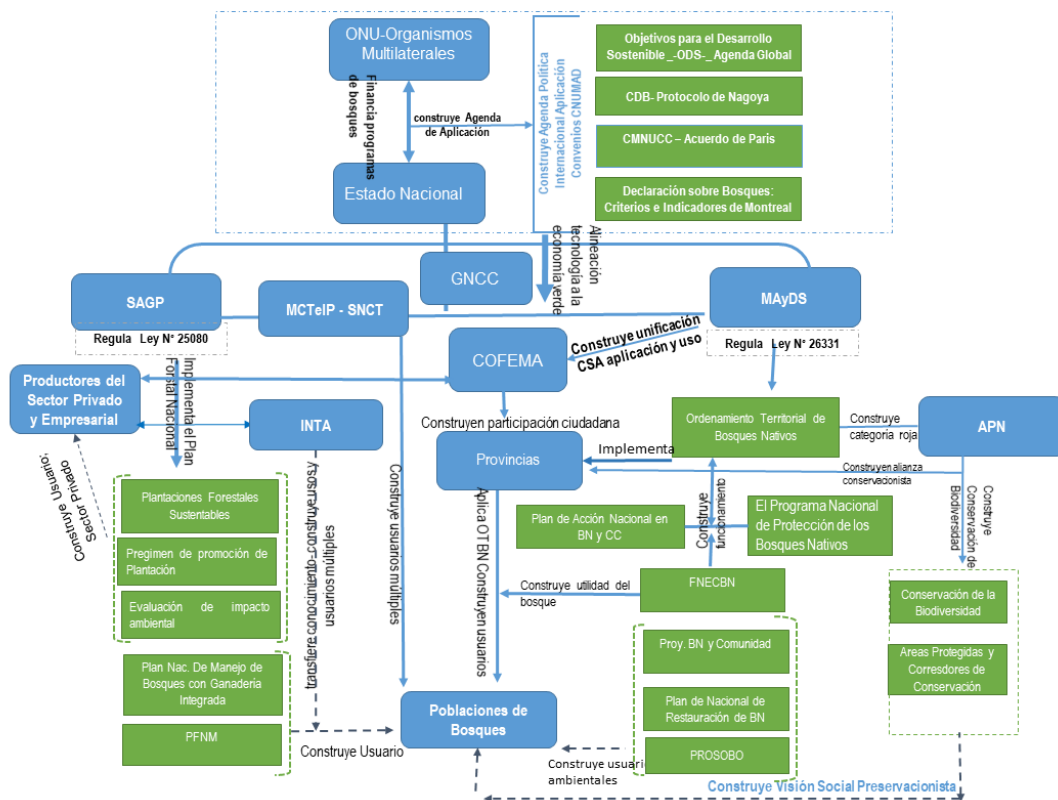 ONU-Organismos
Multilaterales
Financia programas
de bosques
construye Agenda
de Aplicación
Estado Nacional
Construye Agenda Política
Internacional Aplicación
Convenios CNUMAD
Objetivos para el Desarrollo
Sostenible _-ODS-_ Agenda Global
CDB- Protocolo de Nagoya
CMNUCC – Acuerdo de Paris
Declaración sobre Bosques:
Criterios e Indicadores de Montreal
Alineación
tecnología a la
economía verde
GNCC
SAGP
MCTeIP - SNCT
MAyDS
Regula Ley N° 25080
Regula Ley N° 26331
Construye unificación
CSA aplicación y uso
COFEMA
Productores del
Sector Privado
y Empresarial
Implementa el Plan
Forstal Nacional
INTA
Construyen participación ciudadana
Provincias
Implementa
Ordenamiento Territorial de
Bosques Nativos
Construye
categoria roja
APN
Construyen alianza
conservacionista
Construye Usuario:
Sector Privado
Plantaciones Forestales
Sustentables
Pregimen de promoción de
Plantación
Evaluación de impacto
ambiental
transfiere conocimiento-construye usos y
usuarios múltiples
Construye usuarios múltiples
Aplica OT BN Construyen usuarios
Plan de Acción Nacional en
BN y CC
Construye
funcionamiento
El Programa Nacional
de Protección de los
Bosques Nativos
Construye
Conservación de
Biodiversidad
Construye utilidad del
bosque
FNECBN
Conservación de la
Biodiversidad
Areas Protegidas y
Corredores de
Conservación
Proy. BN y Comunidad
Plan de Nacional de
Restauración de BN
PROSOBO
Plan Nac. De Manejo de
Bosques con Ganadería
Integrada
PFNM
Construye Usuario
Poblaciones de
Bosques
Construye usuario
ambientales
Construye Visión Social Preservacionista